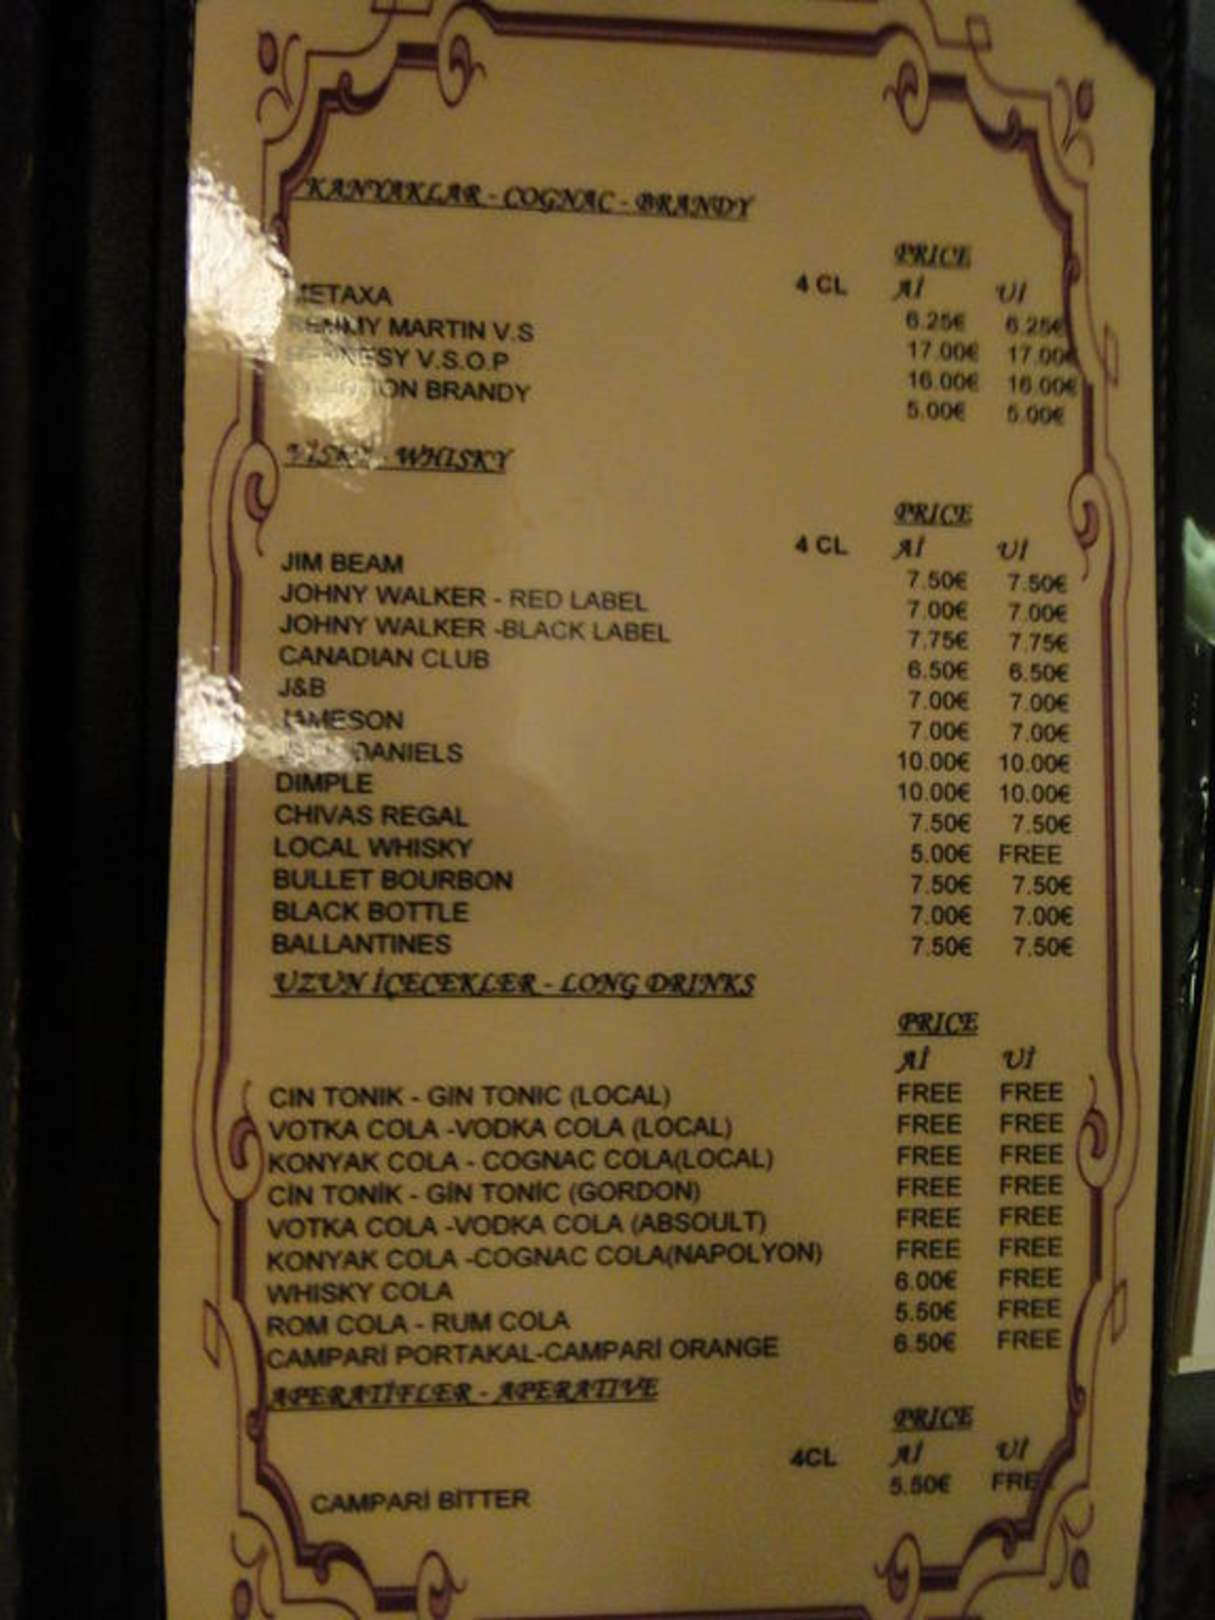 KANYAKLAR - COGNAC - BRANDY
PRICE
4 CL Aİ Uİ
METAXA 6.25€ 6.25€
REMMY MARTIN V.S 17.00€ 17.00€
V.S.O.P 16.00€ 16.00€
BRANDY 5.00€ 5.00€
VİSKİ - WHISKY
PRICE
4 CL Aİ Uİ
JIM BEAM 7.50€ 7.50€
JOHNY WALKER - RED LABEL 7.00€ 7.00€
JOHNY WALKER -BLACK LABEL 7.75€ 7.75€
CANADIAN CLUB 6.50€ 6.50€
J&B 7.00€ 7.00€
JAMESON 7.00€ 7.00€
DANIELS 10.00€ 10.00€
DIMPLE 10.00€ 10.00€
CHIVAS REGAL 7.50€ 7.50€
LOCAL WHISKY 5.00€ FREE
BULLET BOURBON 7.50€ 7.50€
BLACK BOTTLE 7.00€ 7.00€
BALLANTINES 7.50€ 7.50€
UZUN İÇECEKLER - LONG DRINKS
PRICE
Aİ Uİ
CIN TONIK - GIN TONIC (LOCAL) FREE FREE
VOTKA COLA -VODKA COLA (LOCAL) FREE FREE
KONYAK COLA - COGNAC COLA(LOCAL) FREE FREE
CİN TONİK - GİN TONİC (GORDON) FREE FREE
VOTKA COLA -VODKA COLA (ABSOULT) FREE FREE
KONYAK COLA -COGNAC COLA(NAPOLYON) FREE FREE
WHISKY COLA 6.00€ FREE
ROM COLA - RUM COLA 5.50€ FREE
CAMPARİ PORTAKAL-CAMPARİ ORANGE 6.50€ FREE
APERATİFLER - APERATIVE
PRICE
4CL Aİ Uİ
CAMPARİ BİTTER 5.50€ FREE